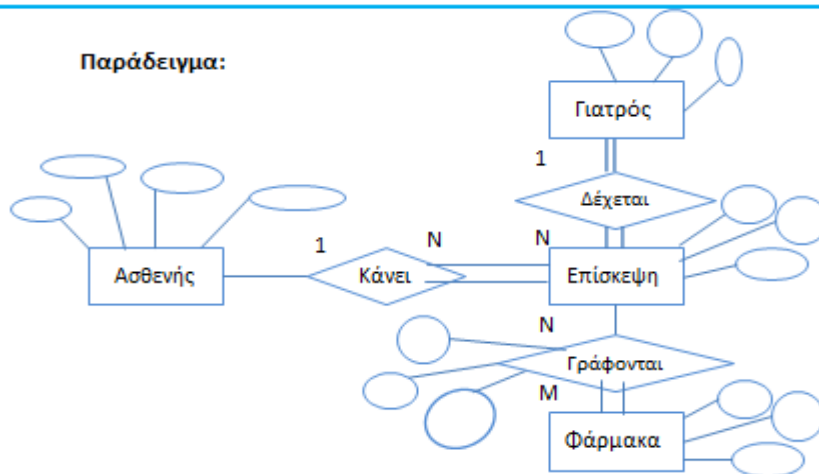 Παράδειγμα:
Γιατρός
1
Δέχεται
N
N
1
Ασθενής
Κάνει
Επίσκεψη
N
Γράφονται
M
Φάρμακα